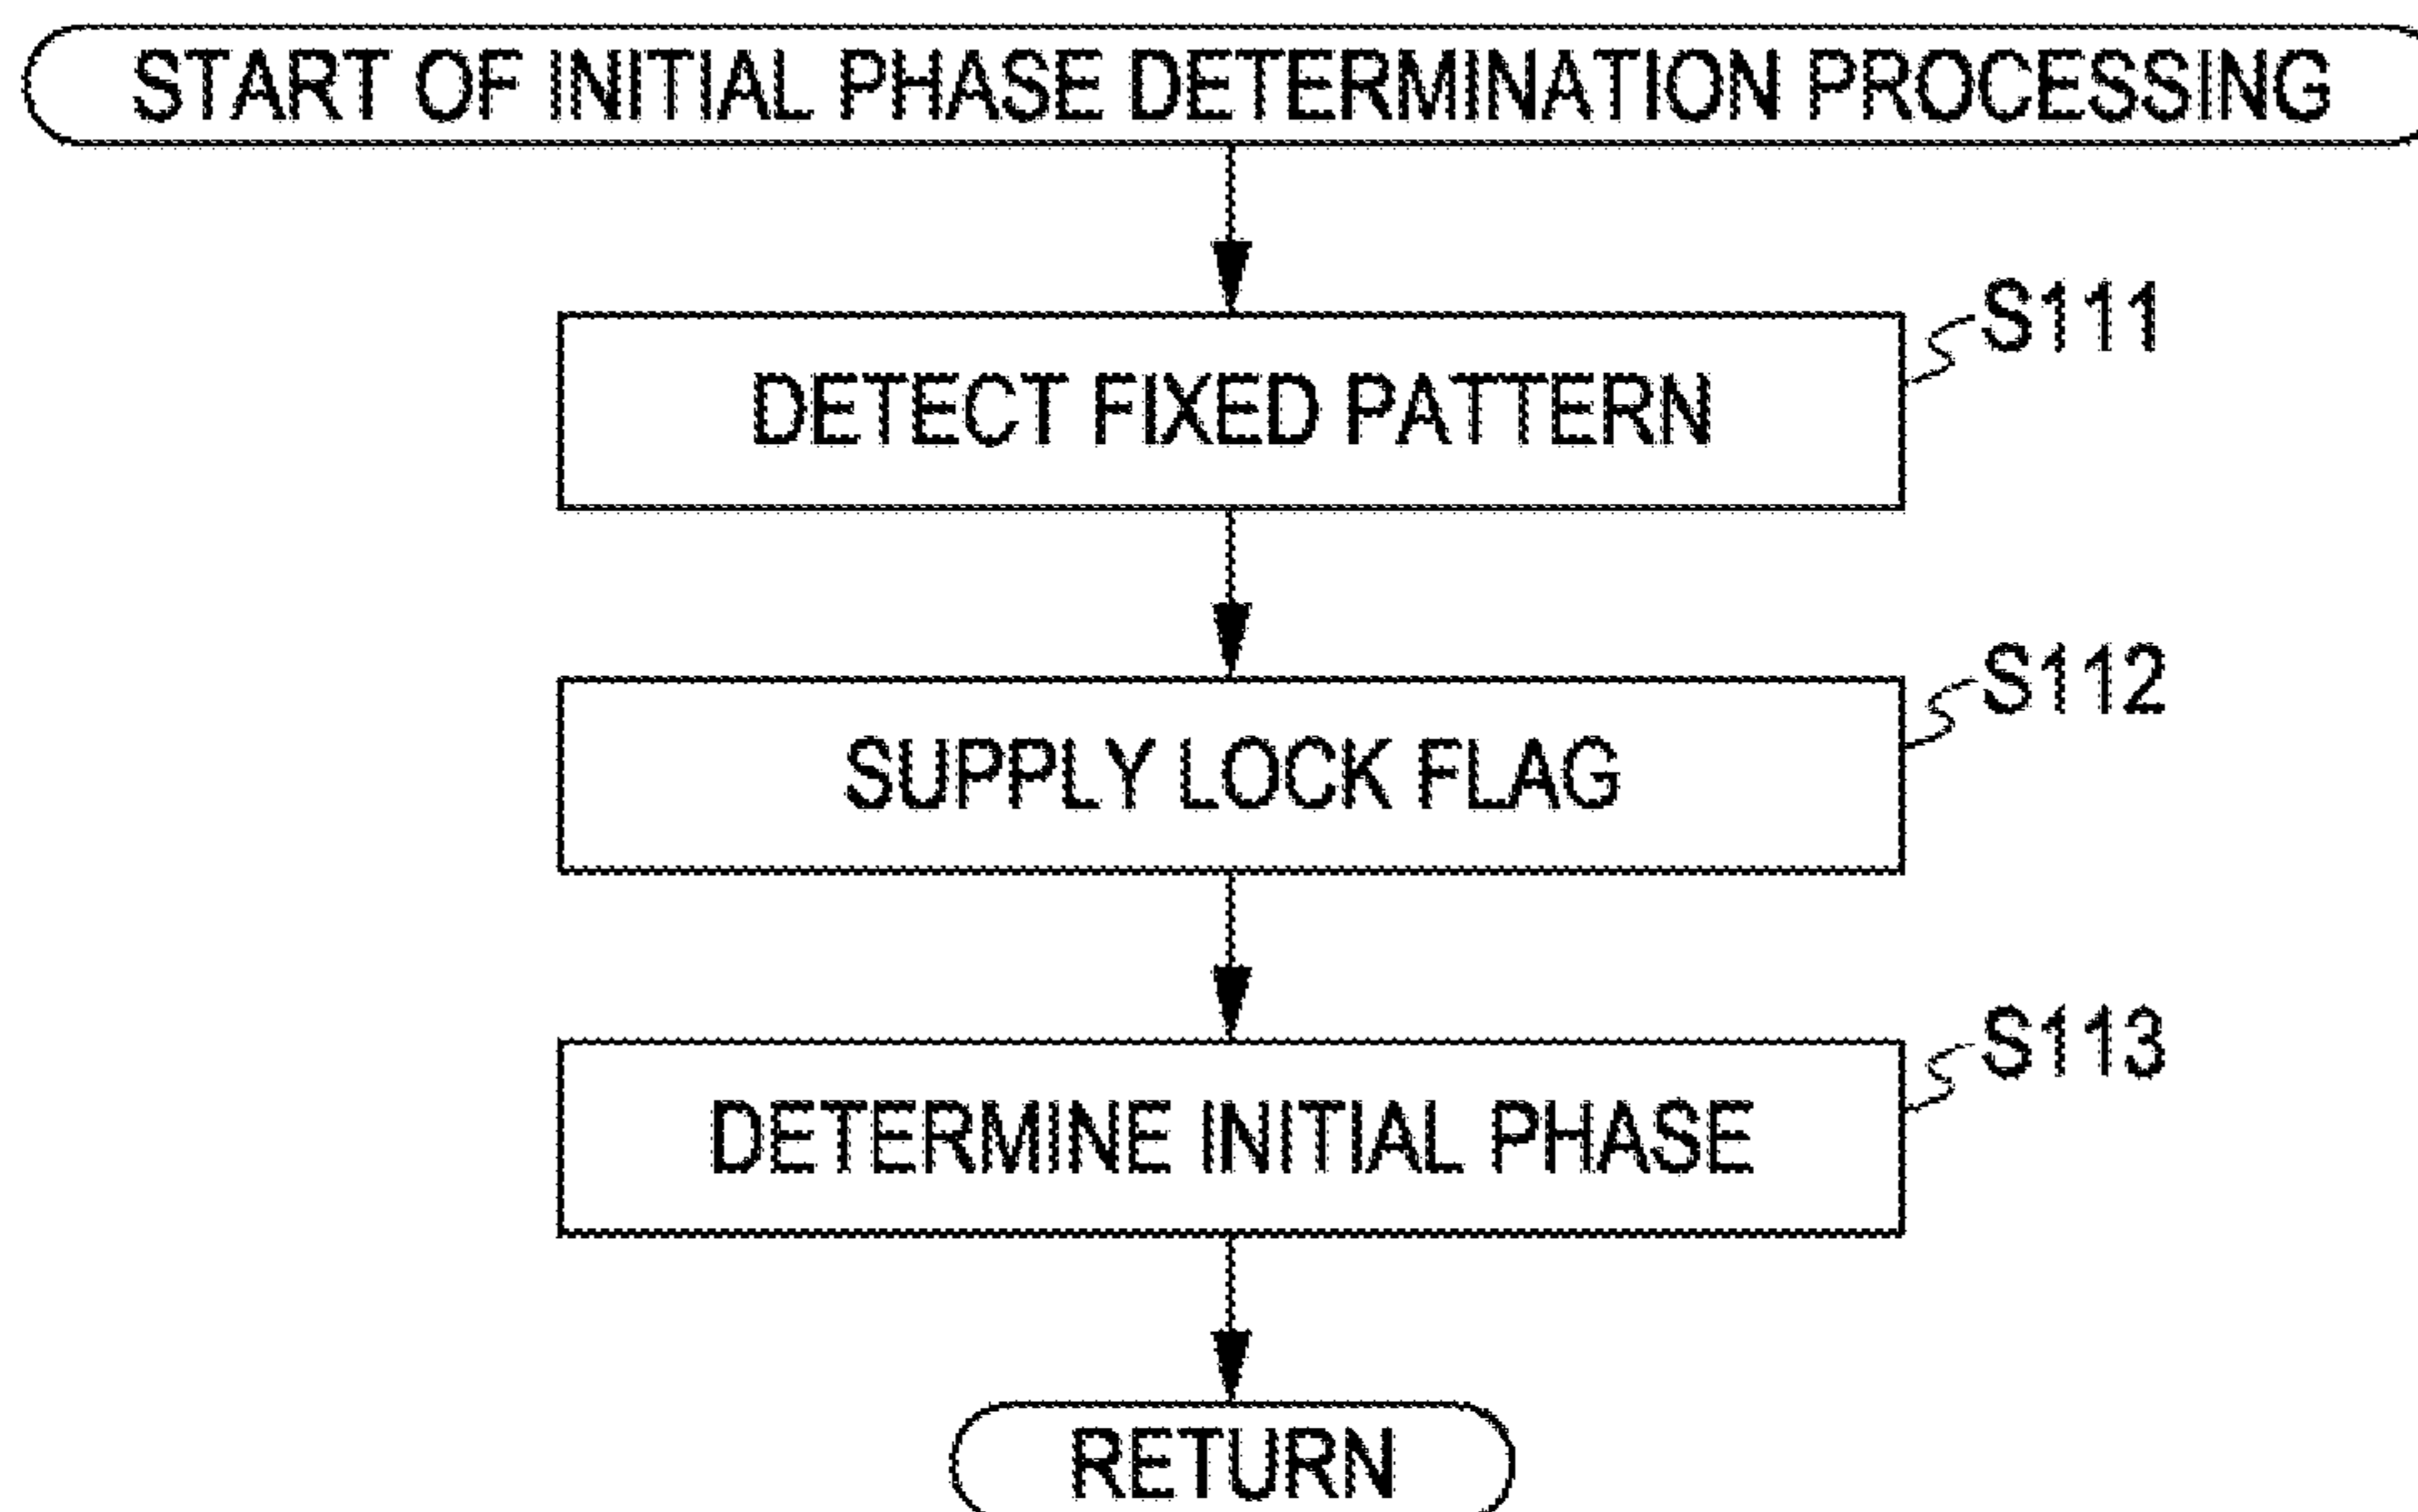 START OF INITIAL PHASE DETERMINATION PROCESSING
S111
DETECT FIXED PATTERN
S112
SUPPLY LOCK FLAG
S113
DETERMINE INITIAL PHASE
RETURN